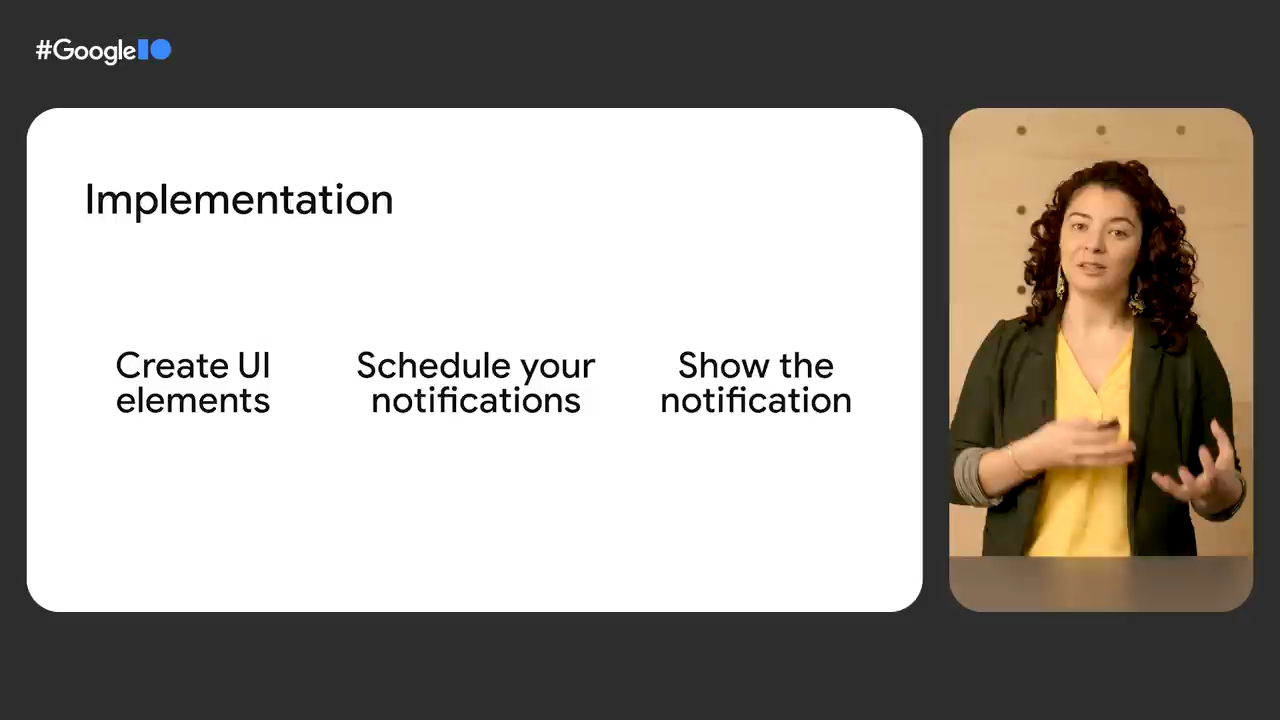 #GoogleIO
Implementation
Create UI
elements
Schedule your
notifications
Show the
notification